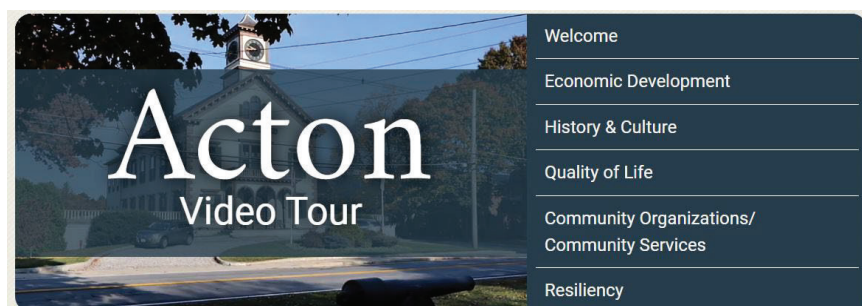 Acton
Video Tour
Welcome
Economic Development
History & Culture
Quality of Life
Community Organizations/
Community Services
Resiliency